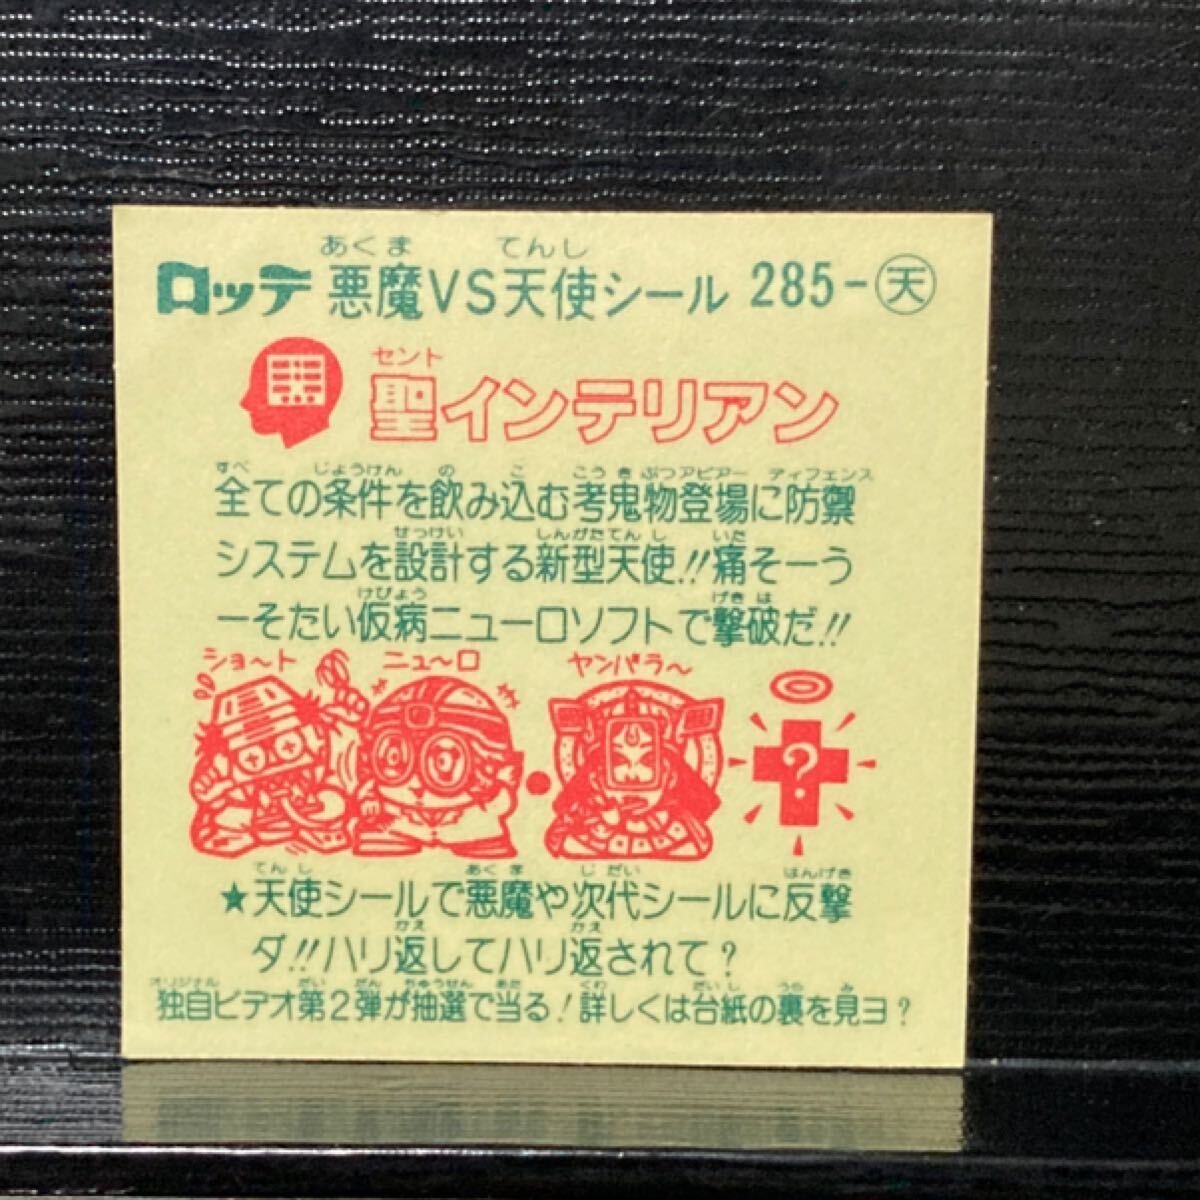 あくま てんし
ロッテ 悪魔VS天使シール 285-天
セント
聖インテリアン
すべ じょうけん の こ こうきぶつアピアー ディフェンス
全ての条件を飲み込む考鬼物登場に防禦
せっけい しんがたてんし いた
システムを設計する新型天使!!痛そーう
けびょう げきは
ーそたい仮病ニューロソフトで撃破だ!!
ショ〜ト ニュ〜ロ ヤンバラ〜
?
てんし あくま じだい はんげき
★天使シールで悪魔や次代シールに反撃
かえ かえ
ダ!!ハリ返してハリ返されて?
オリジナル だい だん ちゅうせん あた くわ だいし うら み
独自ビデオ第2弾が抽選で当る!詳しくは台紙の裏を見ヨ?